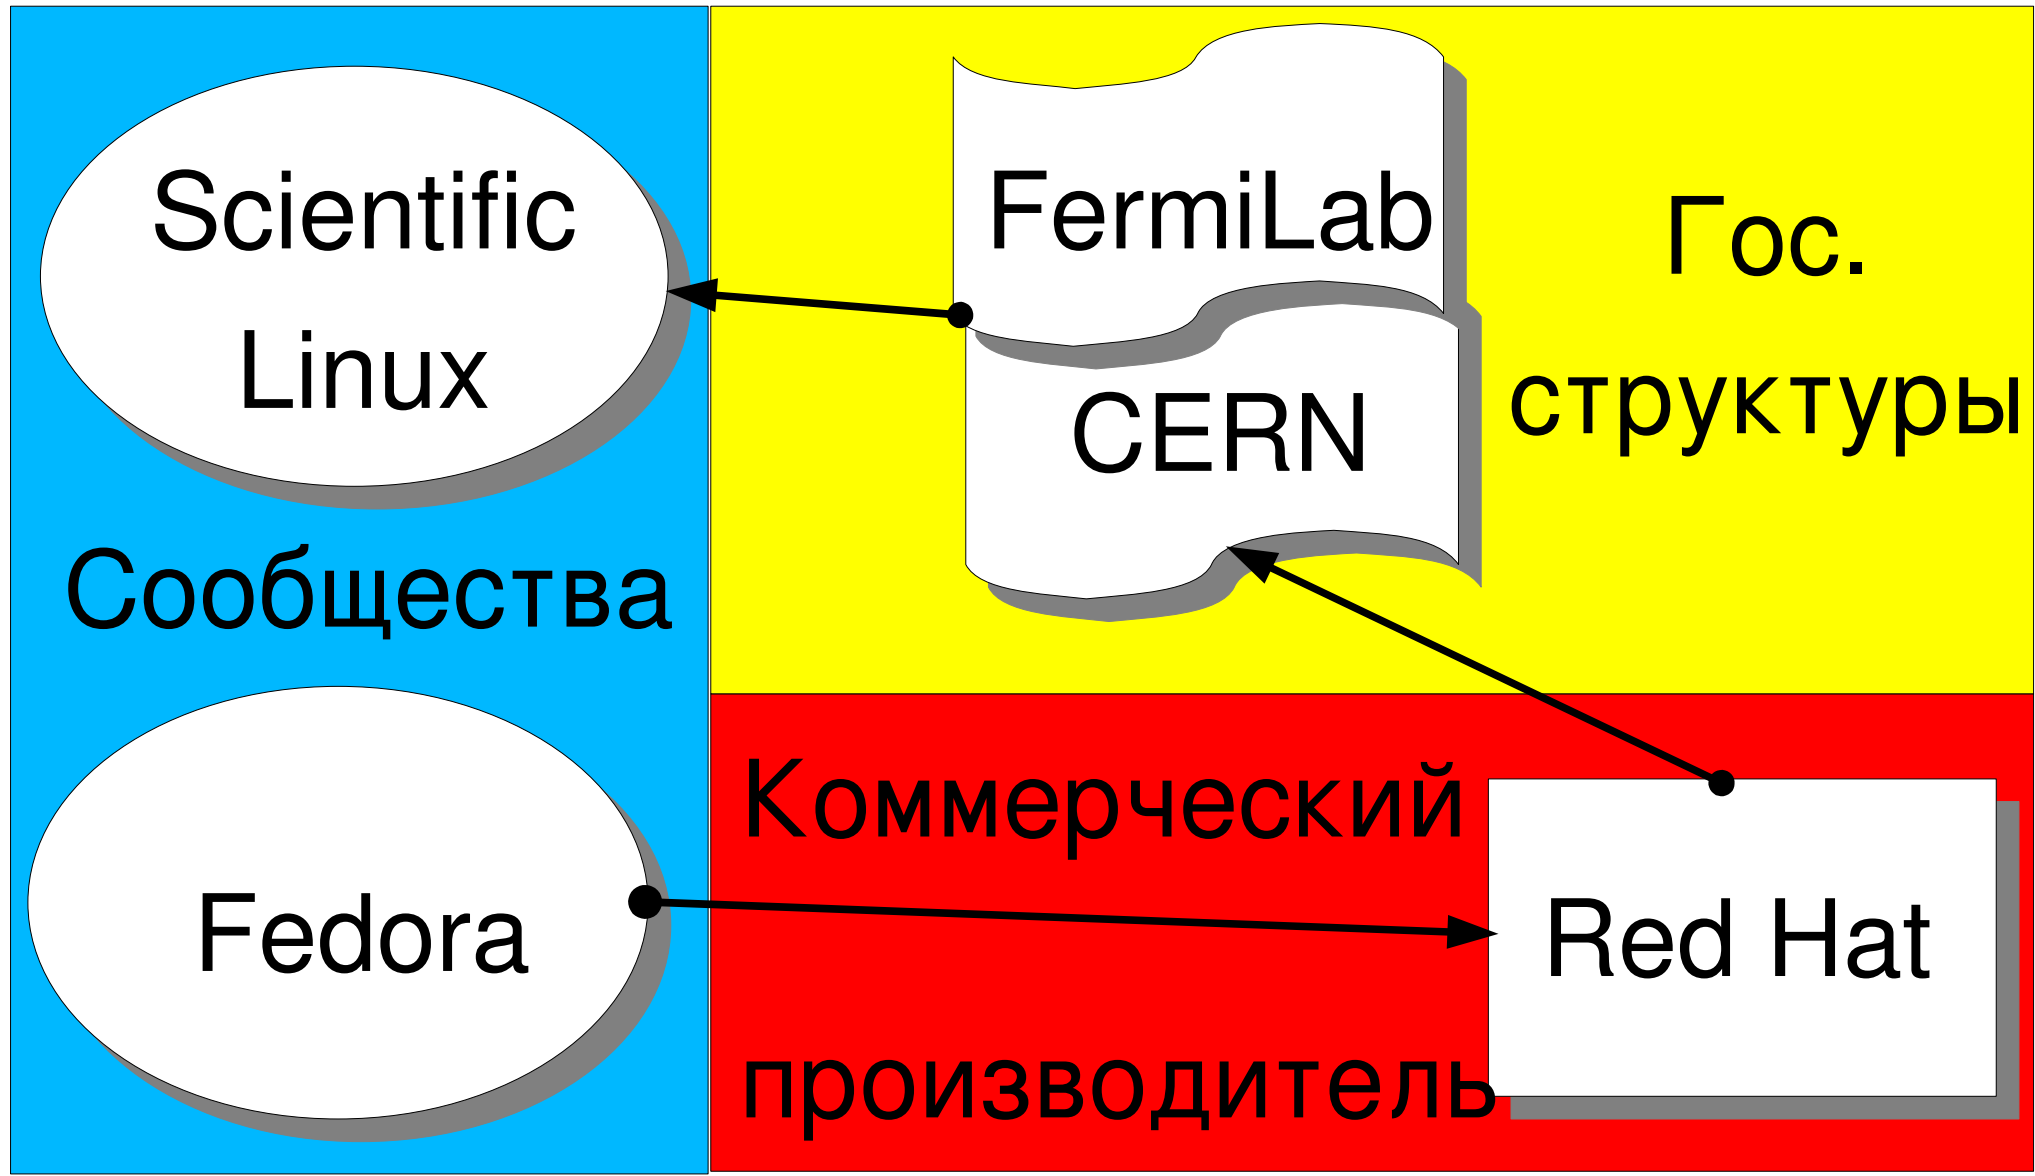 Scientific
Linux
Сообщества
Fedora
FermiLab
CERN
Гос.
структуры
Коммерческий
производитель
Red Hat